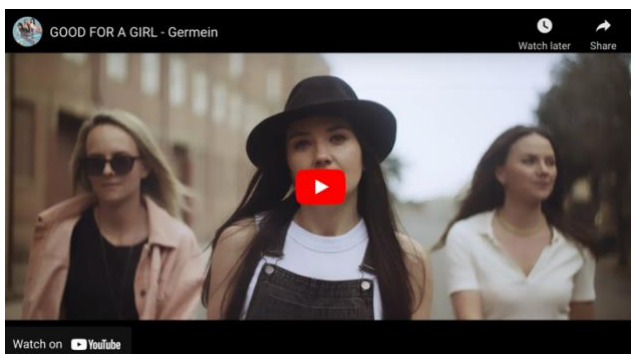 GOOD FOR A GIRL - Germein
Watch later
Share
Watch on YouTube